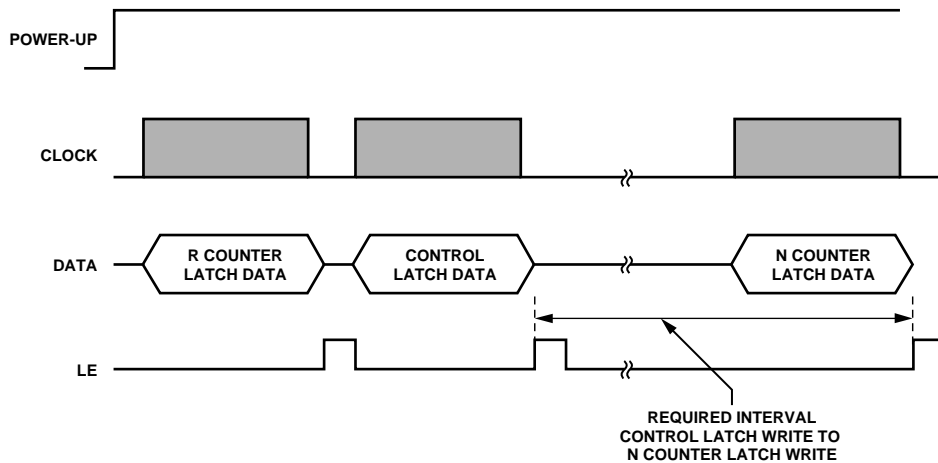 POWER-UP
CLOCK
DATA
R COUNTER
LATCH DATA
CONTROL
LATCH DATA
N COUNTER
LATCH DATA
LE
REQUIRED INTERVAL
CONTROL LATCH WRITE TO
N COUNTER LATCH WRITE